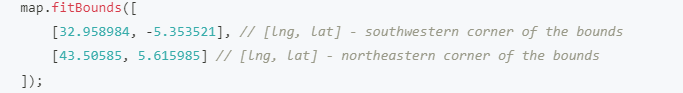 map.fitBounds([
[32.958984, -5.353521], // [lng, lat] - southwestern corner of the bounds
[43.50585, 5.615985] // [lng, lat] - northeastern corner of the bounds
]);